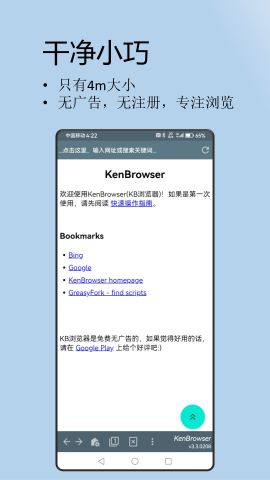 干净小巧
• 只有4m大小
• 无广告，无注册，专注浏览
中国移动 4:22
65%
...点击这里，输入网址或搜索关键词...
KenBrowser
欢迎使用KenBrowser(KB浏览器)！如果是第一次
使用，请先阅读 快速操作指南。
Bookmarks
• Bing
• Google
• KenBrowser homepage
• GreasyFork - find scripts
KB浏览器是免费无广告的，如果觉得好用的话，
请在 Google Play 上给个好评吧:)
3
KenBrowser
v3.3.0208